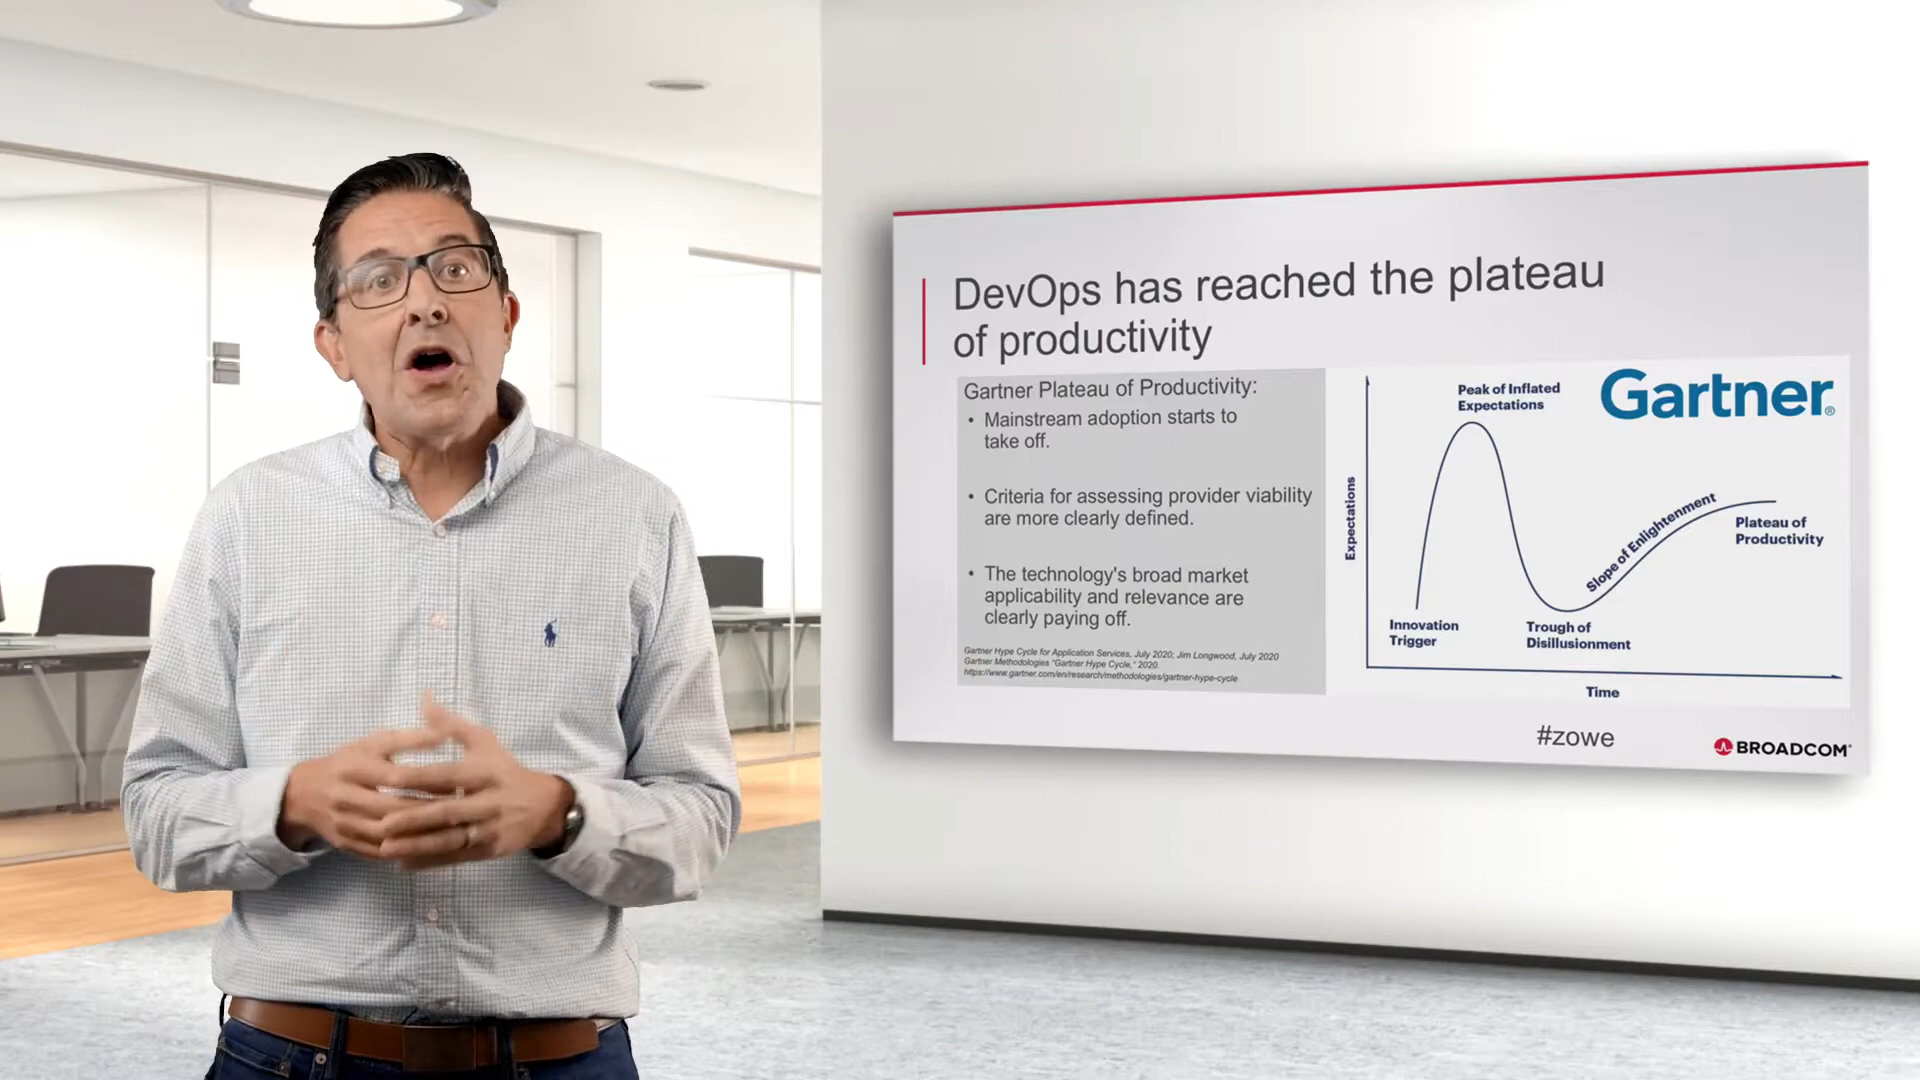 DevOps has reached the plateau
of productivity
Gartner Plateau of Productivity:
• Mainstream adoption starts to
take off.
• Criteria for assessing provider viability
are more clearly defined.
• The technology's broad market
applicability and relevance are
clearly paying off.
Gartner Hype Cycle for Application Services, July 2020; Jim Longwood, July 2020
Gartner Methodologies "Gartner Hype Cycle," 2020.
https://www.gartner.com/en/research/methodologies/gartner-hype-cycle
Gartner®
Peak of Inflated
Expectations
Expectations
Slope of Enlightenment
Plateau of
Productivity
Innovation
Trigger
Trough of
Disillusionment
Time
#zowe
BROADCOM®